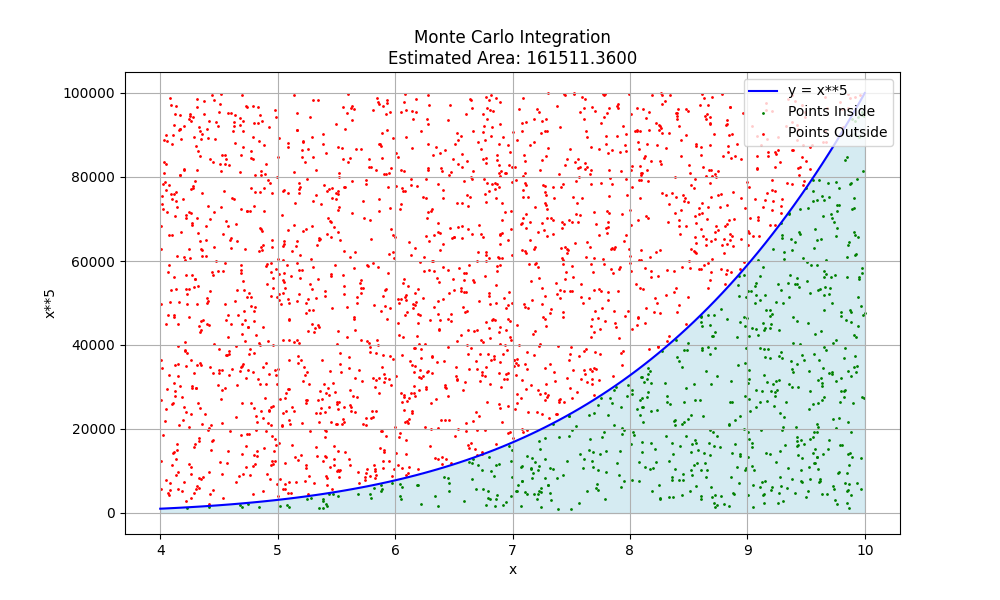 Monte Carlo Integration
Estimated Area: 161511.3600
y = x**5
Points Inside
Points Outside
x**5
100000
80000
60000
40000
20000
0
4 5 6 7 8 9 10
x